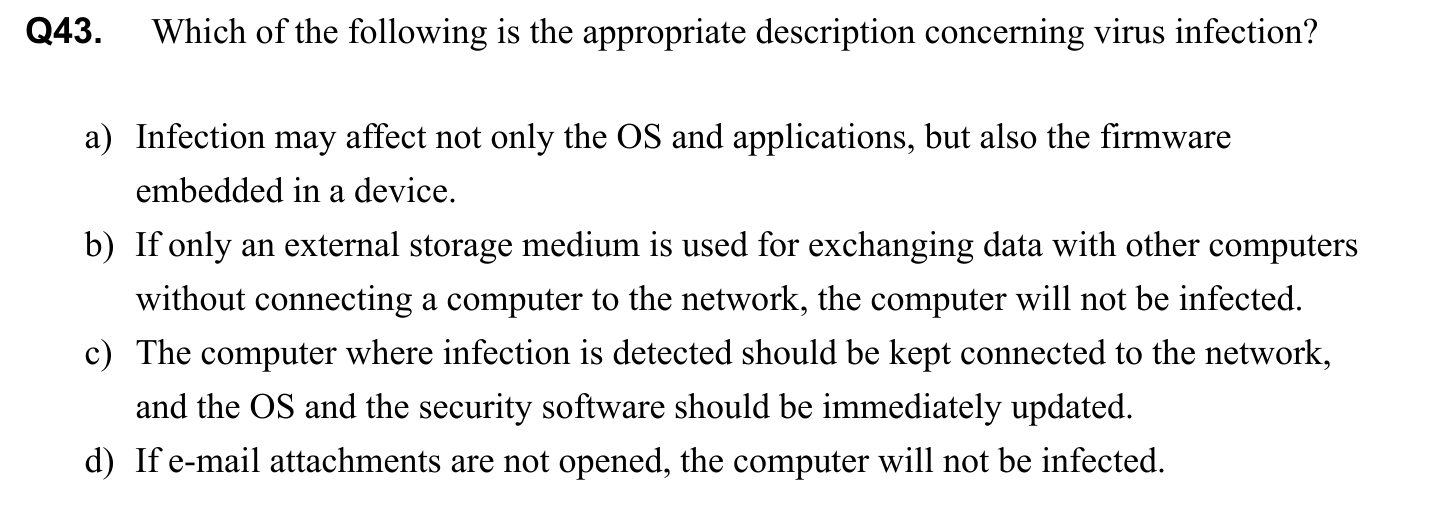 Q43. Which of the following is the appropriate description concerning virus infection?
a) Infection may affect not only the OS and applications, but also the firmware
embedded in a device.
b) If only an external storage medium is used for exchanging data with other computers
without connecting a computer to the network, the computer will not be infected.
c) The computer where infection is detected should be kept connected to the network,
and the OS and the security software should be immediately updated.
d) If e-mail attachments are not opened, the computer will not be infected.